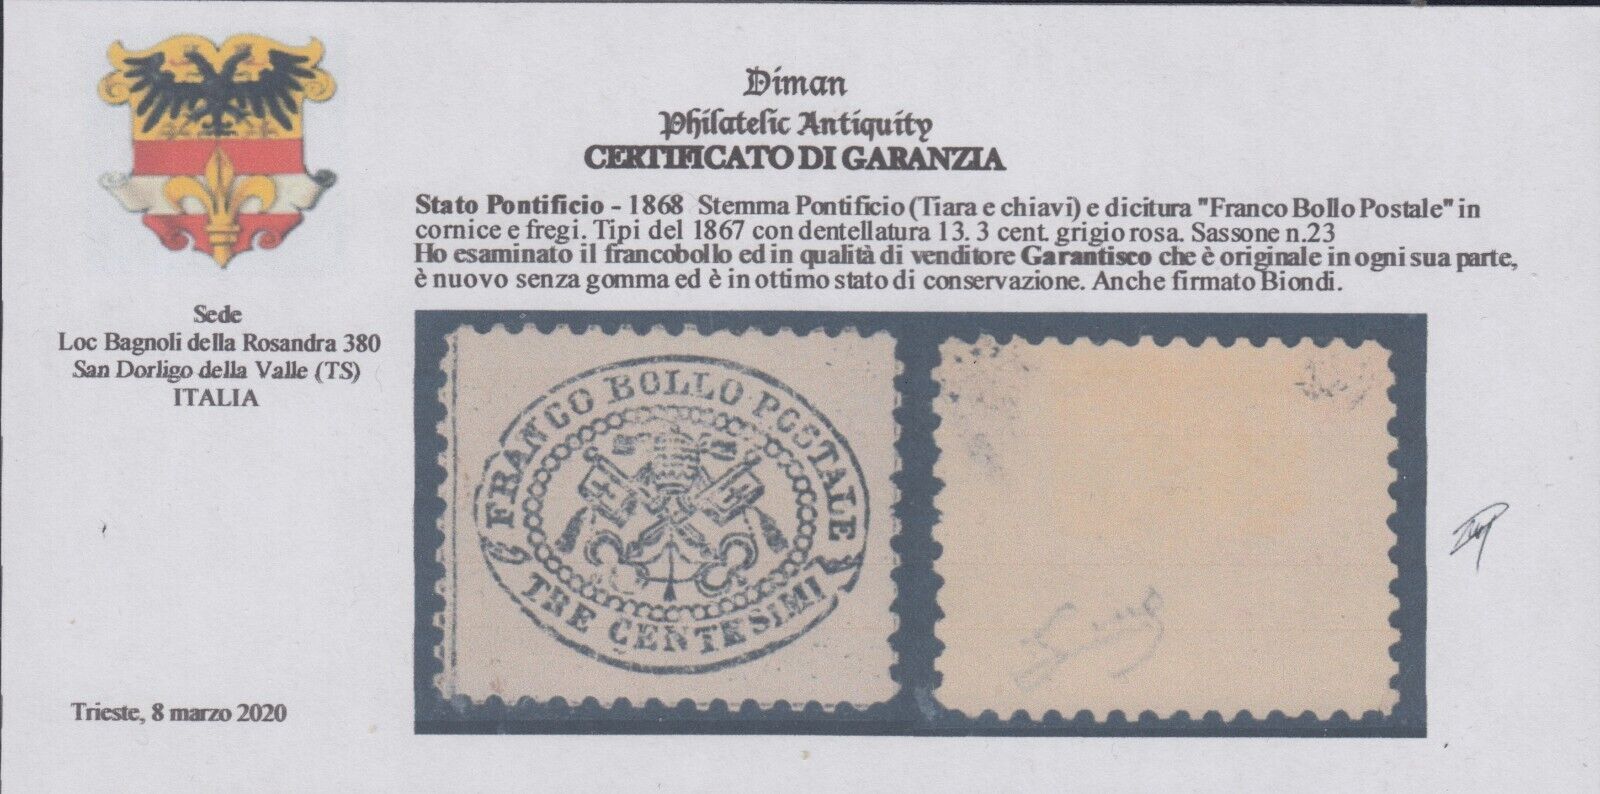 Diman
Philatelic Antiquity
CERTIFICATO DI GARANZIA
Stato Pontificio - 1868 Stemma Pontificio (Tiara e chiavi) e dicitura "Franco Bollo Postale" in
cornice e fregi. Tipi del 1867 con dentellatura 13. 3 cent. grigio rosa. Sassone n.23
Ho esaminato il francobollo ed in qualità di venditore Garantisco che è originale in ogni sua parte,
è nuovo senza gomma ed è in ottimo stato di conservazione. Anche firmato Biondi.
Sede
Loc Bagnoli della Rosandra 380
San Dorligo della Valle (TS)
ITALIA
FRANCO BOLLO POSTALE
TRE CENTESIMI
Trieste, 8 marzo 2020